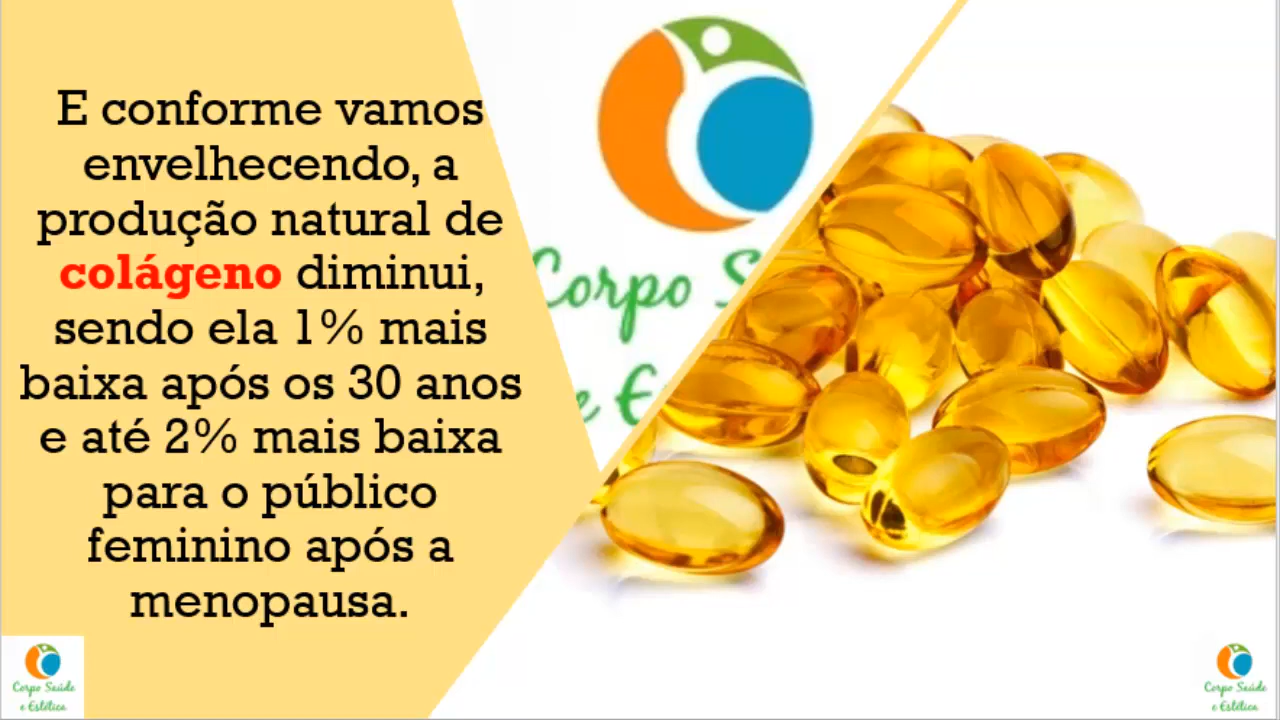 E conforme vamos
envelhecendo, a
produção natural de
colágeno diminui,
sendo ela 1% mais
baixa após os 30 anos
e até 2% mais baixa
para o público
feminino após a
menopausa.
Corpo S
e E
Corpo Saúde
e Estética
Corpo Saúde
e Estética